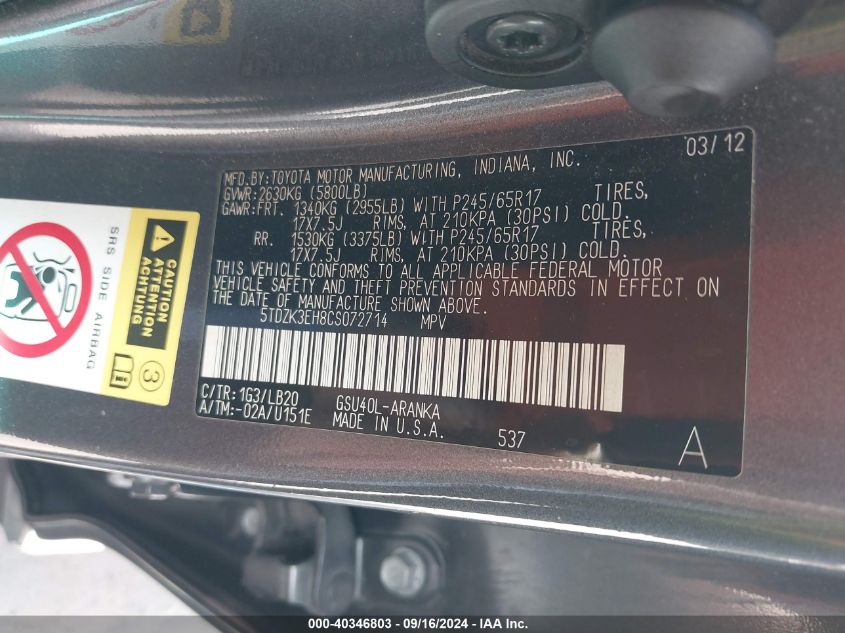 03/12
MFD.BY:TOYOTA MOTOR MANUFACTURING, INDIANA, INC.
GVWR:2630KG (5800LB)
GAWR:FRT. 1340KG (2955LB) WITH P245/65R17 TIRES,
17X7.5J RIMS, AT 210KPA (30PSI) COLD.
RR. 1530KG (3375LB) WITH P245/65R17 TIRES,
17X7.5J RIMS, AT 210KPA (30PSI) COLD.
THIS VEHICLE CONFORMS TO ALL APPLICABLE FEDERAL MOTOR
VEHICLE SAFETY AND THEFT PREVENTION STANDARDS IN EFFECT ON
THE DATE OF MANUFACTURE SHOWN ABOVE.
5TDZK3EH8CS072714 MPV
C/TR:1G3/LB20 GSU40L-ARANKA
A/TM:-02A/U151E MADE IN U.S.A.
537
A
SRS SIDE AIRBAG
CAUTION
ATTENTION
ACHTUNG
i
3
000-40346803 - 09/16/2024 - IAA Inc.